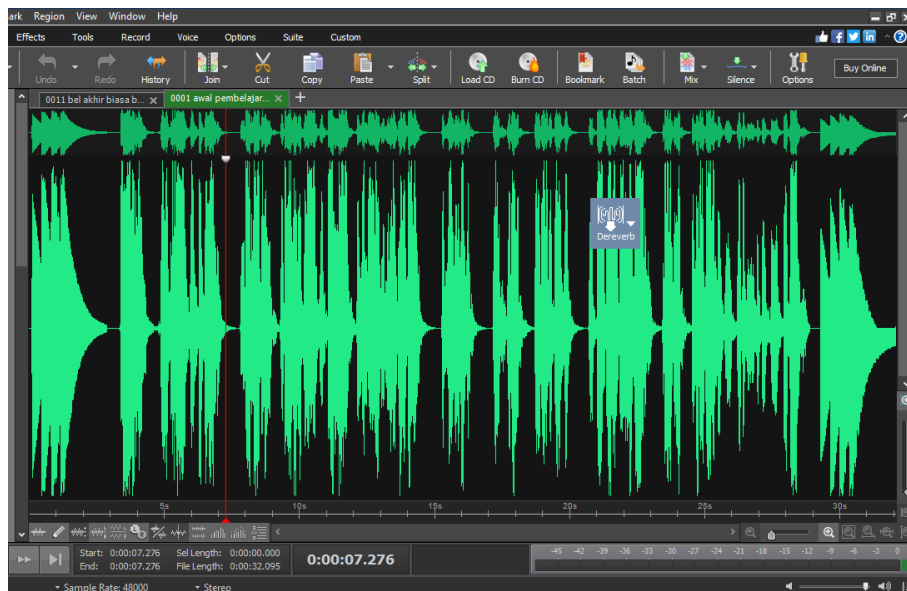 ark Region View Window Help
Effects Tools Record Voice Options Suite Custom
Undo Redo History Join Cut Copy Paste Split Load CD Burn CD Bookmark Batch Mix Silence Options Buy Online
0011 bel akhir biasa b... 0001 awal pembelajar...
Dereverb
5s 10s 15s 20s 25s 30s
Start: 0:00:07.276 Sel Length: 0:00:00.000
End: 0:00:07.276 File Length: 0:00:32.095
0:00:07.276
-45 -42 -39 -36 -33 -30 -27 -24 -21 -18 -15 -12 -9 -6 -3 0
Sample Rate: 48000 Stereo